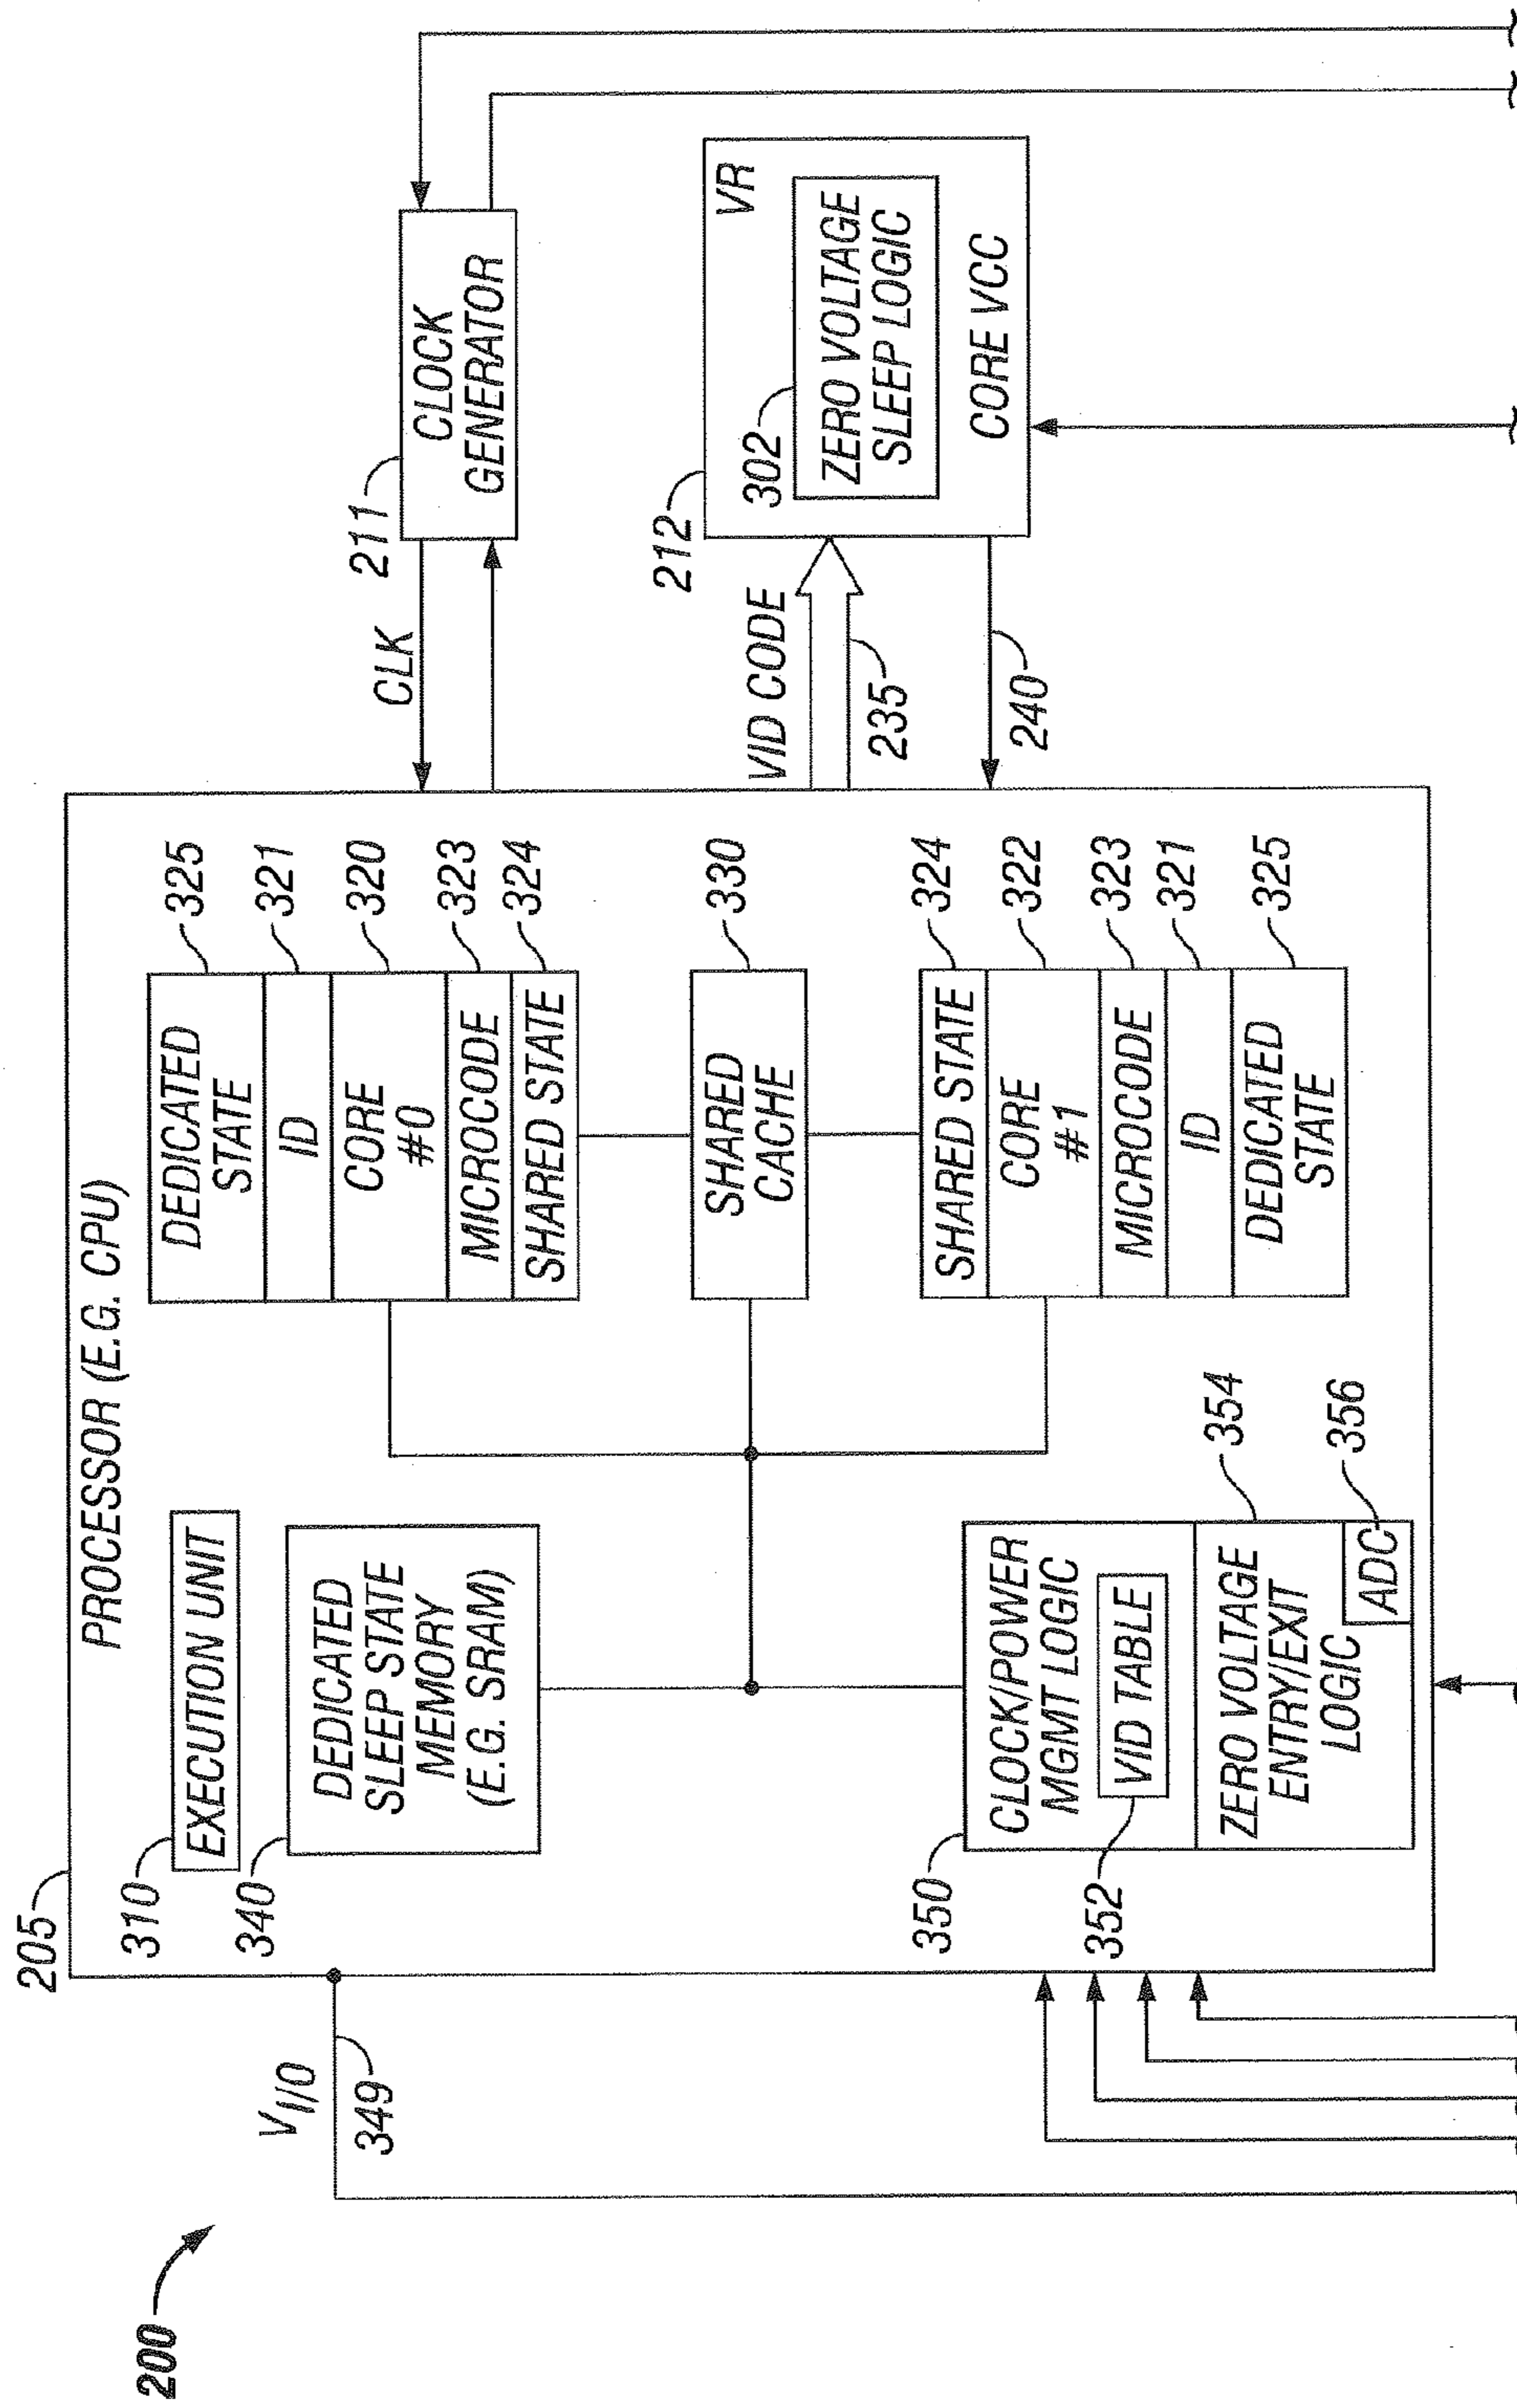 200
205
PROCESSOR (E.G. CPU)
V I/O
349
310
EXECUTION UNIT
340
DEDICATED
SLEEP STATE
MEMORY
(E.G. SRAM)
350
CLOCK/POWER
MGMT LOGIC
352
VID TABLE
ZERO VOLTAGE
ENTRY/EXIT
LOGIC
354
ADC
356
DEDICATED
STATE
325
ID
321
CORE
#0
320
MICROCODE
323
SHARED STATE
324
SHARED
CACHE
330
SHARED STATE
324
CORE
#1
322
MICROCODE
323
ID
321
DEDICATED
STATE
325
CLK
211
CLOCK
GENERATOR
VID CODE
235
240
212
VR
302
ZERO VOLTAGE
SLEEP LOGIC
CORE VCC